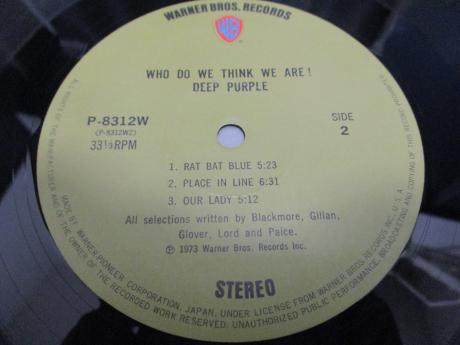 WARNER BROS. RECORDS
WB
WHO DO WE THINK WE ARE!
DEEP PURPLE
P-8312W
(P-8312W2)
33⅓RPM
SIDE
2
1. RAT BAT BLUE 5:23
2. PLACE IN LINE 6:31
3. OUR LADY 5:12
All selections written by Blackmore, Gillan,
Glover, Lord and Paice.
Ⓟ 1973 Warner Bros. Records Inc.
STEREO
MADE BY WARNER-PIONEER CORPORATION, JAPAN, UNDER LICENSE FROM WARNER BROS. RECORDS INC. U.S.A.
ALL RIGHTS OF THE MANUFACTURER AND OF THE OWNER OF THE RECORDED WORK RESERVED. UNAUTHORIZED PUBLIC PERFORMANCE, BROADCASTING AND COPYING OF THIS RECORD PROHIBITED.